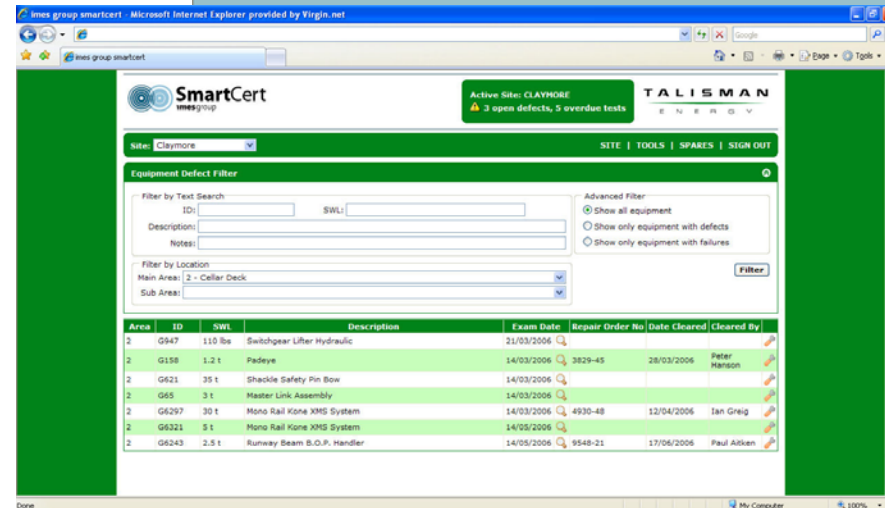 imes group smartcert - Microsoft Internet Explorer provided by Virgin.net
Google
imes group smartcert
Page Tools
SmartCert
imesgroup
Active Site: CLAYMORE
3 open defects, 5 overdue tests
TALISMAN
ENERGY
Site: Claymore
SITE | TOOLS | SPARES | SIGN OUT
Equipment Defect Filter
Filter by Text Search
ID: SWL:
Description:
Notes:
Advanced Filter
Show all equipment
Show only equipment with defects
Show only equipment with failures
Filter by Location
Main Area: 2 - Cellar Deck
Sub Area:
Filter
Area ID SWL Description Exam Date Repair Order No Date Cleared Cleared By
2 G947 110 lbs Switchgear Lifter Hydraulic 21/03/2006
2 G158 1.2 t Padeye 14/03/2006 3829-45 28/03/2006 Peter Hanson
2 G621 35 t Shackle Safety Pin Bow 14/03/2006
2 G65 3 t Master Link Assembly 14/03/2006
2 G6297 30 t Mono Rail Kone XMS System 14/03/2006 4930-48 12/04/2006 Ian Greig
2 G6321 5 t Mono Rail Kone XMS System 14/05/2006
2 G6243 2.5 t Runway Beam B.O.P. Handler 14/05/2006 9548-21 17/06/2006 Paul Aitken
Done
My Computer
100%